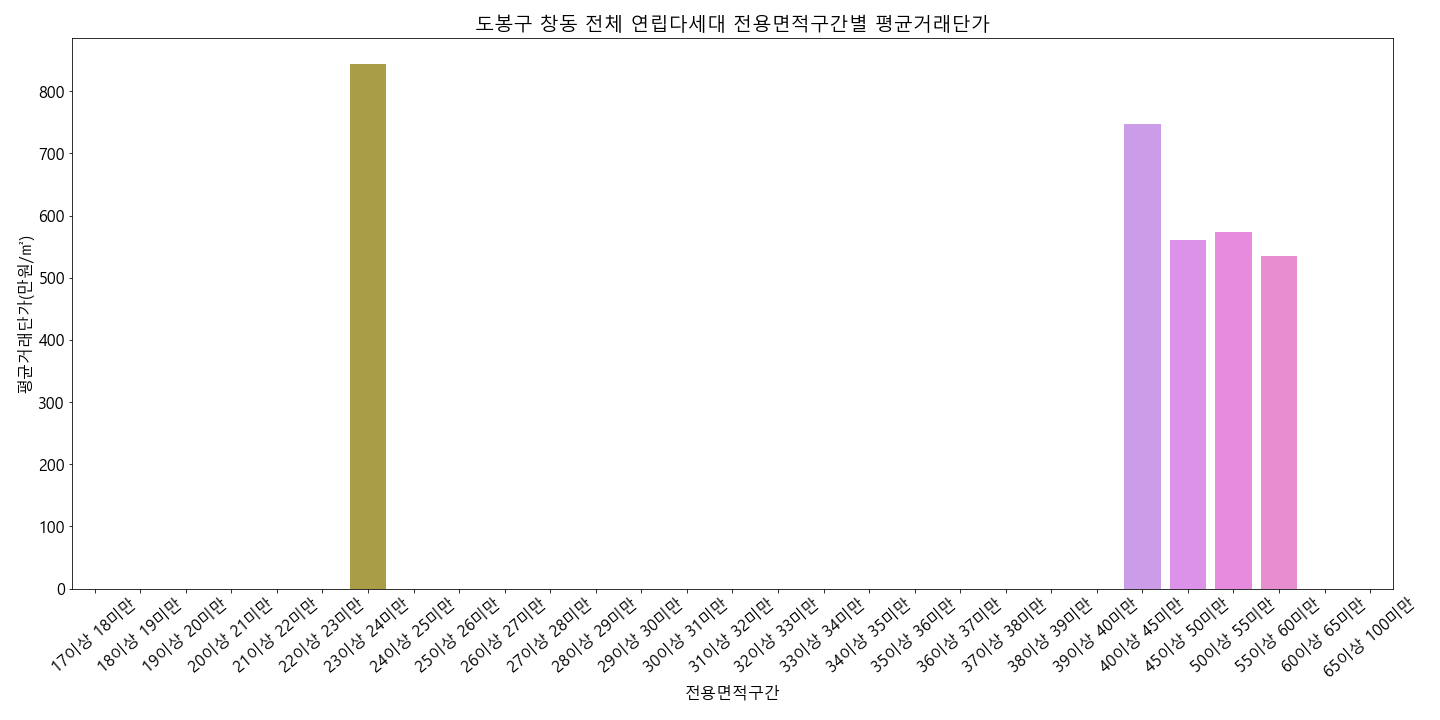 도봉구 창동 전체 연립다세대 전용면적구간별 평균거래단가
평균거래단가(만원/㎡)
800
700
600
500
400
300
200
100
0
17이상 18미만
18이상 19미만
19이상 20미만
20이상 21미만
21이상 22미만
22이상 23미만
23이상 24미만
24이상 25미만
25이상 26미만
26이상 27미만
27이상 28미만
28이상 29미만
29이상 30미만
30이상 31미만
31이상 32미만
32이상 33미만
33이상 34미만
34이상 35미만
35이상 36미만
36이상 37미만
37이상 38미만
38이상 39미만
39이상 40미만
40이상 45미만
45이상 50미만
50이상 55미만
55이상 60미만
60이상 65미만
65이상 100미만
전용면적구간